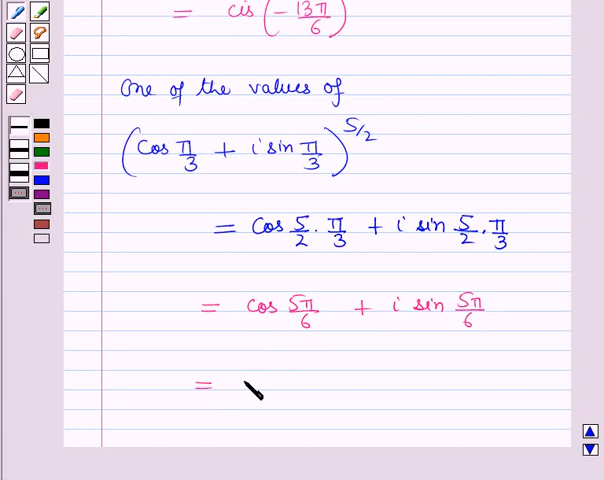 = cis(-13π/6)
One of the values of
(Cos π/3 + i sin π/3)^5/2
= cos 5/2 . π/3 + i sin 5/2 . π/3
= cos 5π/6 + i sin 5π/6
=